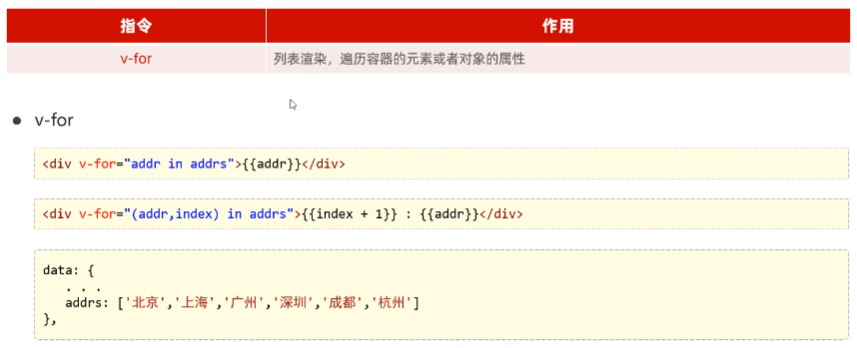 指令 作用
v-for 列表渲染，遍历容器的元素或者对象的属性
● v-for
<div v-for="addr in addrs">{{addr}}</div>
<div v-for="(addr,index) in addrs">{{index + 1}} : {{addr}}</div>
data: {
. . .
addrs: ['北京','上海','广州','深圳','成都','杭州']
},